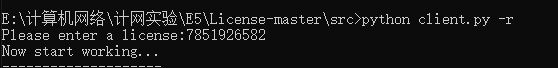 E:\计算机网络\计网实验\E5\License-master\src>python client.py -r
Please enter a license:7851926582
Now start working...
--------------------